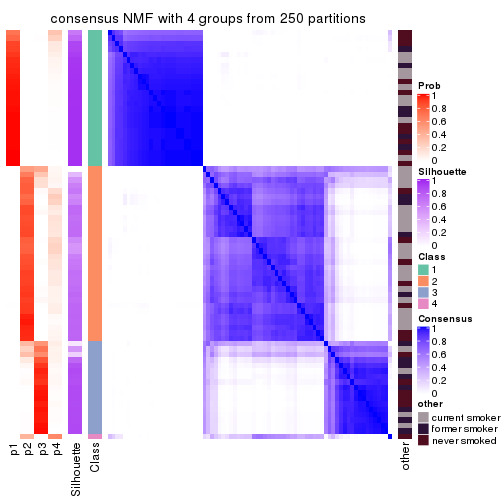 consensus NMF with 4 groups from 250 partitions
Prob
1
0.8
0.6
0.4
0.2
0
Silhouette
1
0.8
0.6
0.4
0.2
0
Class
1
2
3
4
Consensus
1
0.8
0.6
0.4
0.2
0
other
current smoker
former smoker
never smoked
p1
p2
p3
p4
Silhouette
Class
other